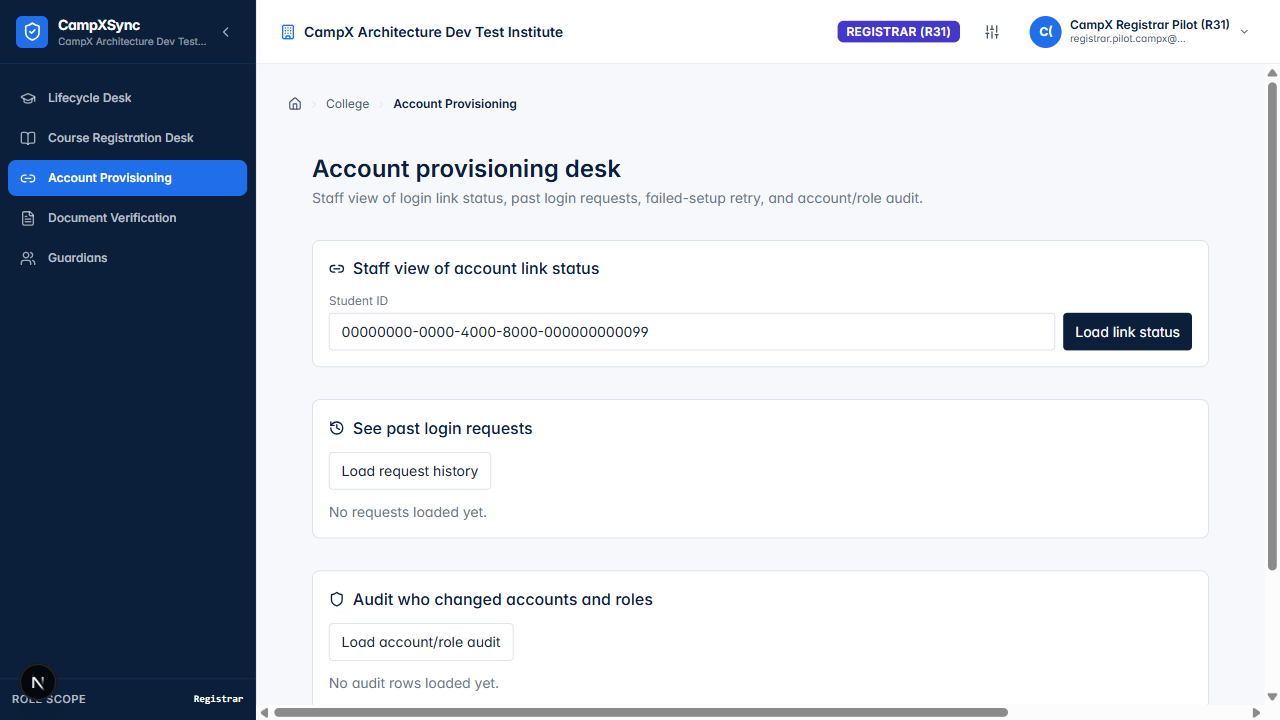 CampXSync
CampX Architecture Dev Test...
Lifecycle Desk
Course Registration Desk
Account Provisioning
Document Verification
Guardians
N
ROLE SCOPE
Registrar
CampX Architecture Dev Test Institute
REGISTRAR (R31)
C(
CampX Registrar Pilot (R31)
registrar.pilot.campx@...
College
Account Provisioning
Account provisioning desk
Staff view of login link status, past login requests, failed-setup retry, and account/role audit.
Staff view of account link status
Student ID
00000000-0000-4000-8000-000000000099
Load link status
See past login requests
Load request history
No requests loaded yet.
Audit who changed accounts and roles
Load account/role audit
No audit rows loaded yet.